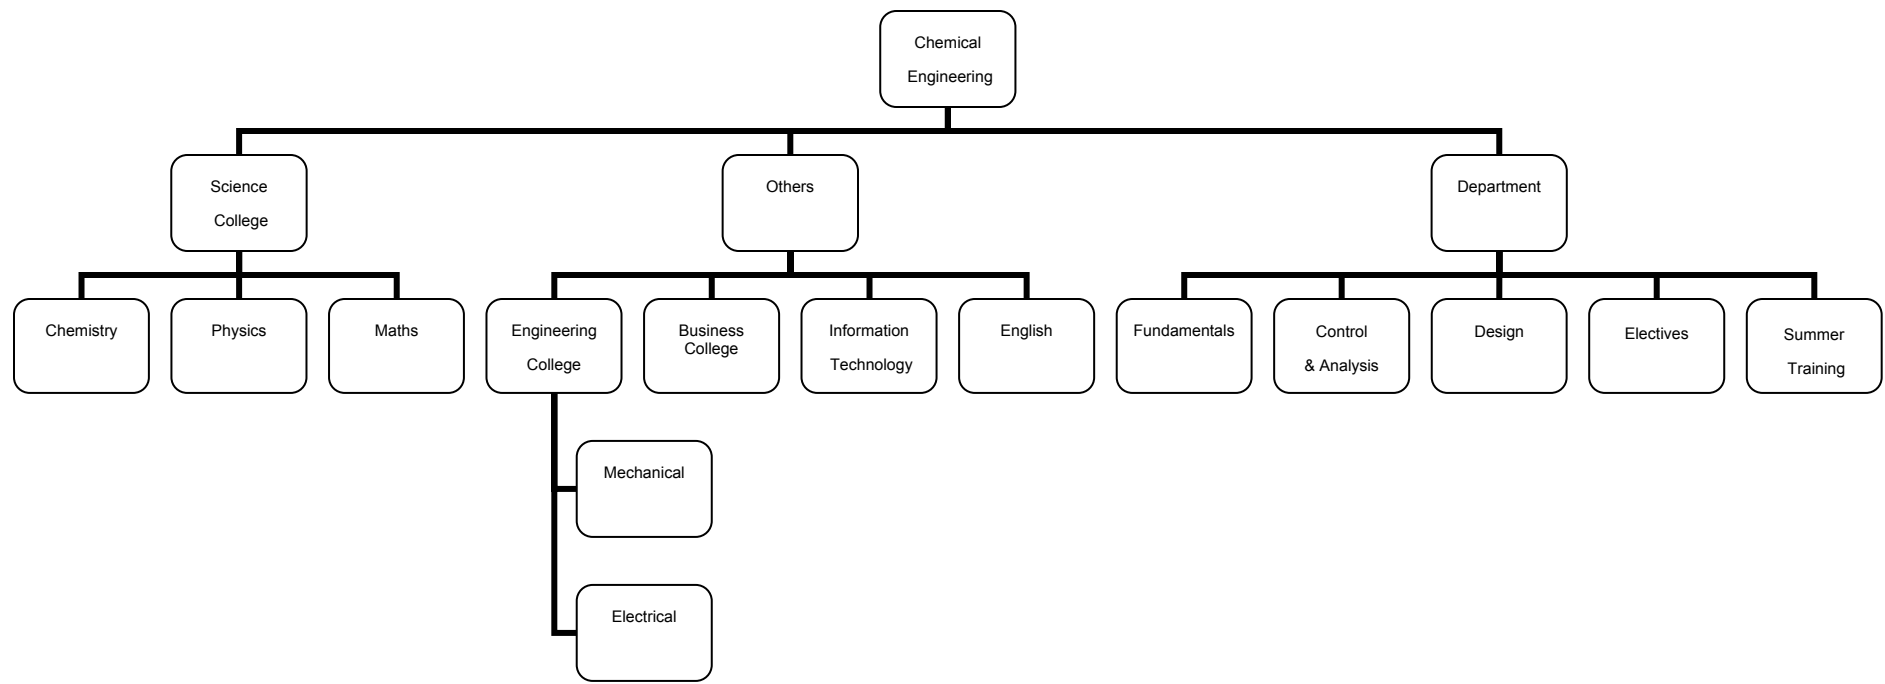 Chemical
Engineering
Science
College
Others
Department
Chemistry
Physics
Maths
Engineering
College
Business
College
Information
Technology
English
Fundamentals
Control
& Analysis
Design
Electives
Summer
Training
Mechanical
Electrical